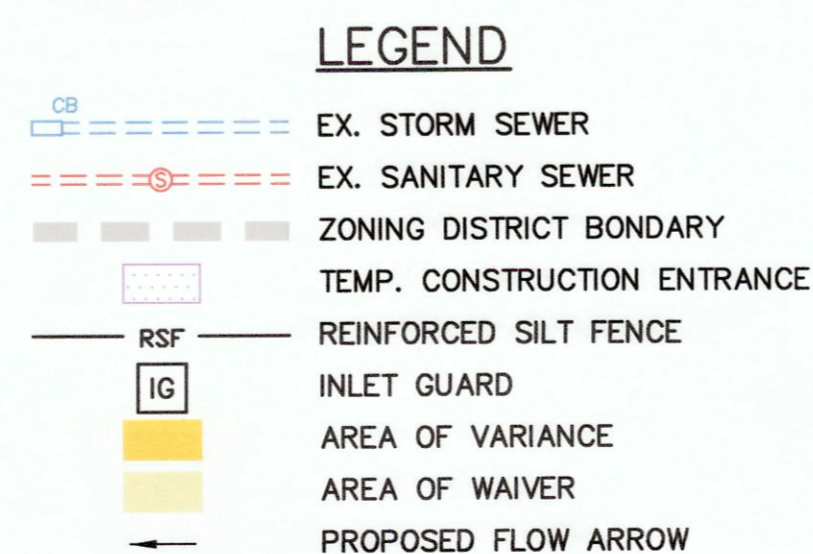 LEGEND
CB
EX. STORM SEWER
S EX. SANITARY SEWER
ZONING DISTRICT BONDARY
TEMP. CONSTRUCTION ENTRANCE
RSF REINFORCED SILT FENCE
IG INLET GUARD
AREA OF VARIANCE
AREA OF WAIVER
PROPOSED FLOW ARROW